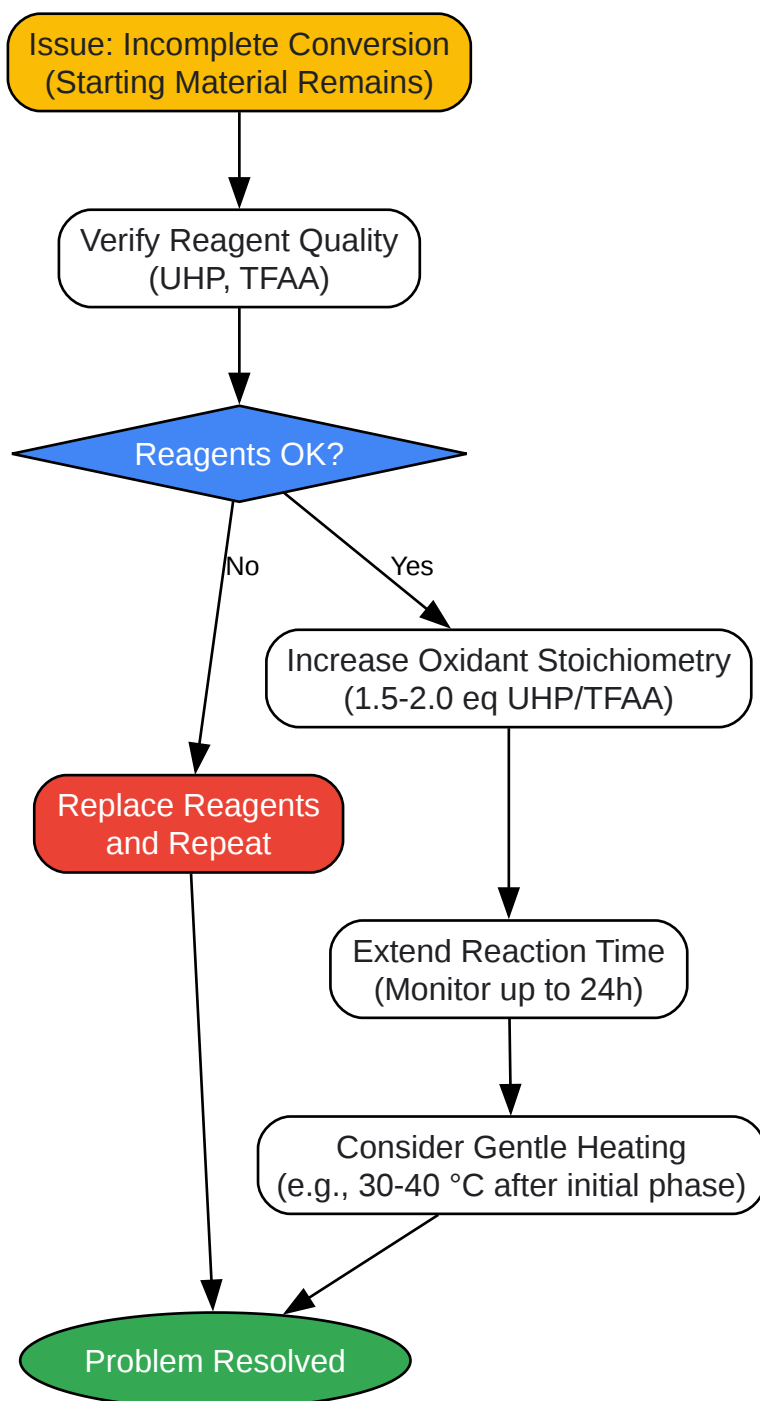 Issue: Incomplete Conversion
(Starting Material Remains)
Verify Reagent Quality
(UHP, TFAA)
Reagents OK?
No
Yes
Increase Oxidant Stoichiometry
(1.5-2.0 eq UHP/TFAA)
Replace Reagents
and Repeat
Extend Reaction Time
(Monitor up to 24h)
Consider Gentle Heating
(e.g., 30-40 °C after initial phase)
Problem Resolved